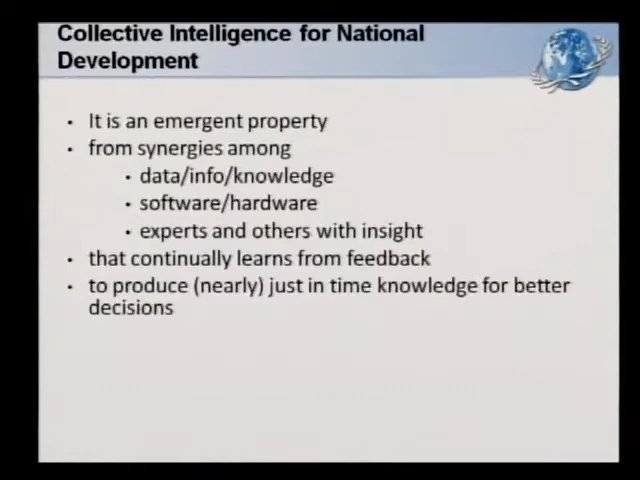 Collective Intelligence for National
Development
• It is an emergent property
• from synergies among
• data/info/knowledge
• software/hardware
• experts and others with insight
• that continually learns from feedback
• to produce (nearly) just in time knowledge for better
decisions